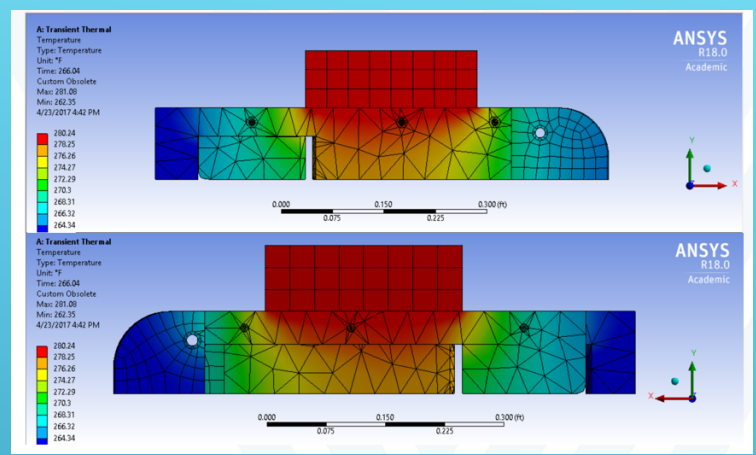 A: Transient Thermal
Temperature
Type: Temperature
Unit: °F
Time: 266.04
Custom Obsolete
Max: 281.08
Min: 262.35
4/23/2017 4:42 PM
280.24
278.25
276.26
274.27
272.29
270.3
268.31
266.32
264.34
ANSYS
R18.0
Academic
Y
X
0.000 0.150 0.300 (ft)
0.075 0.225
A: Transient Thermal
Temperature
Type: Temperature
Unit: °F
Time: 266.04
Custom Obsolete
Max: 281.08
Min: 262.35
4/23/2017 4:42 PM
280.24
278.25
276.26
274.27
272.29
270.3
268.31
266.32
264.34
ANSYS
R18.0
Academic
Y
X
0.000 0.150 0.300 (ft)
0.075 0.225